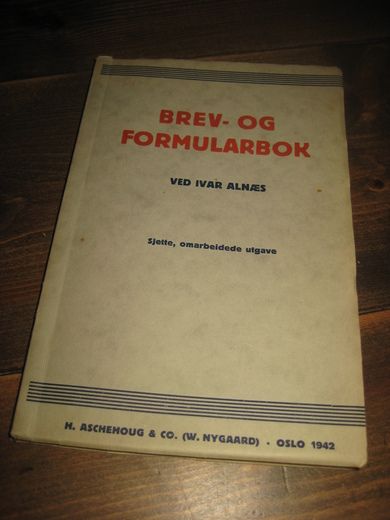 BREV- OG
FORMULARBOK
VED IVAR ALNÆS
Sjette, omarbeidede utgave
H. ASCHEHOUG & CO. (W. NYGAARD) • OSLO 1942